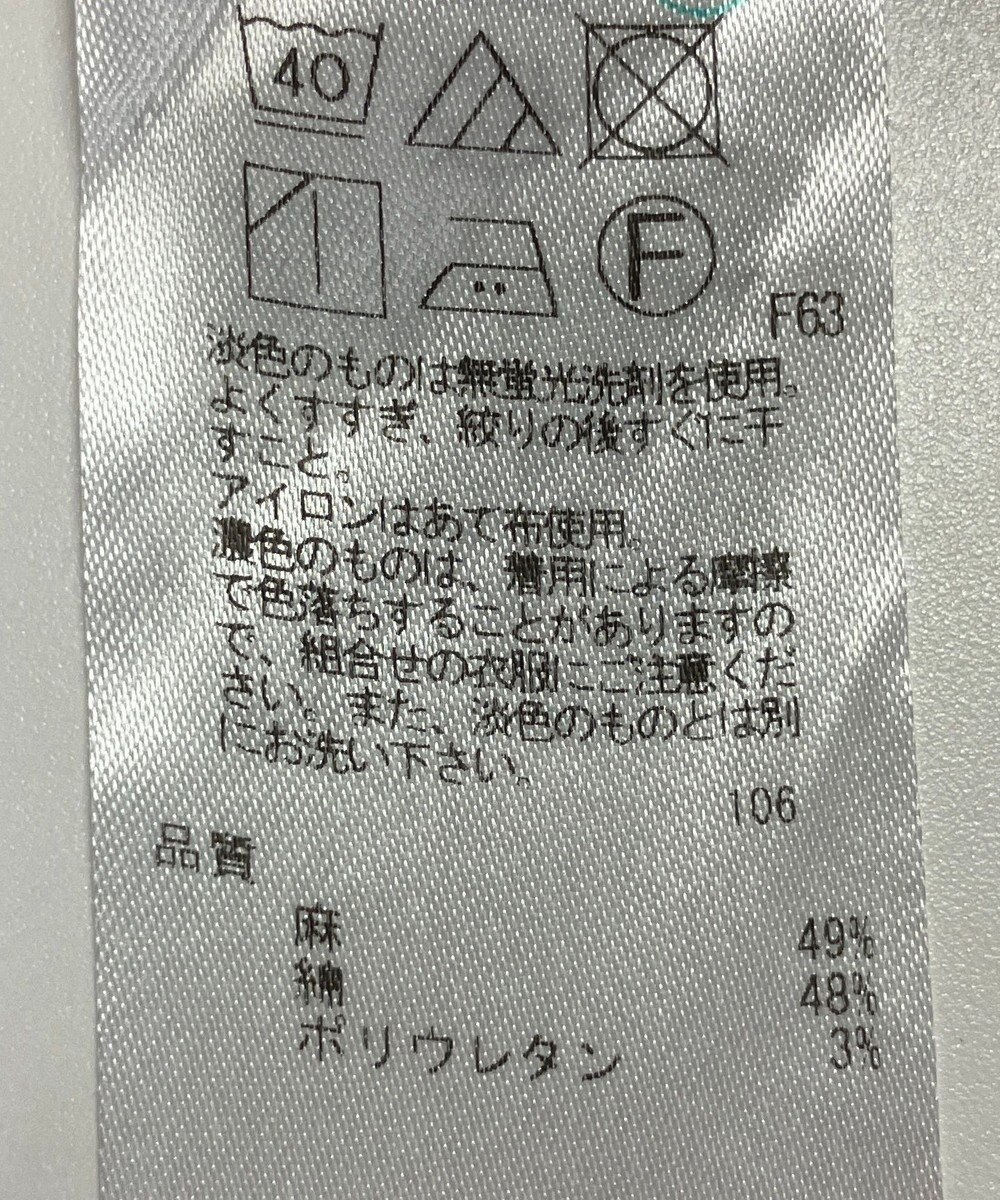 40
F
F63
淡色のものは無蛍光洗剤を使用。
よくすすぎ、絞りの後すぐに干
すこと。
アイロンはあて布使用。
濃色のものは、着用による摩擦
で色落ちすることがありますの
で、組合せの衣服にご注意くだ
さい。また、淡色のものとは別
にお洗い下さい。
106
品質
麻 49%
綿 48%
ポリウレタン 3%